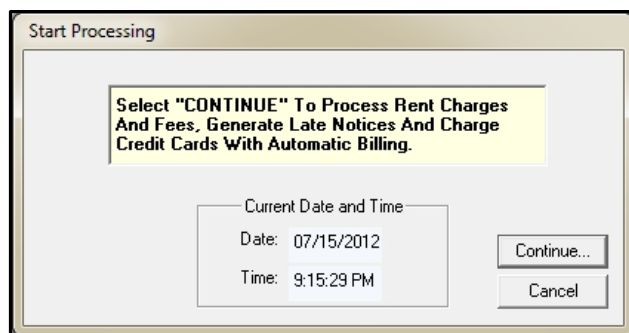 Start Processing
Select "CONTINUE" To Process Rent Charges
And Fees, Generate Late Notices And Charge
Credit Cards With Automatic Billing.
Current Date and Time
Date: 07/15/2012
Time: 9:15:29 PM
Continue...
Cancel